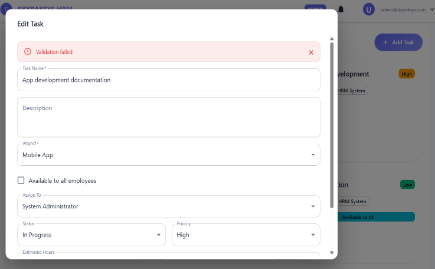 U
Edit Task
+ Add Task
Validation failed
Task Name *
App development documentation
Description
Project *
Mobile App
Available to all employees
Assign To
System Administrator
Status
In Progress
Priority
High
Estimated Hours
High
HRM System
Low
HRM System
Available to All